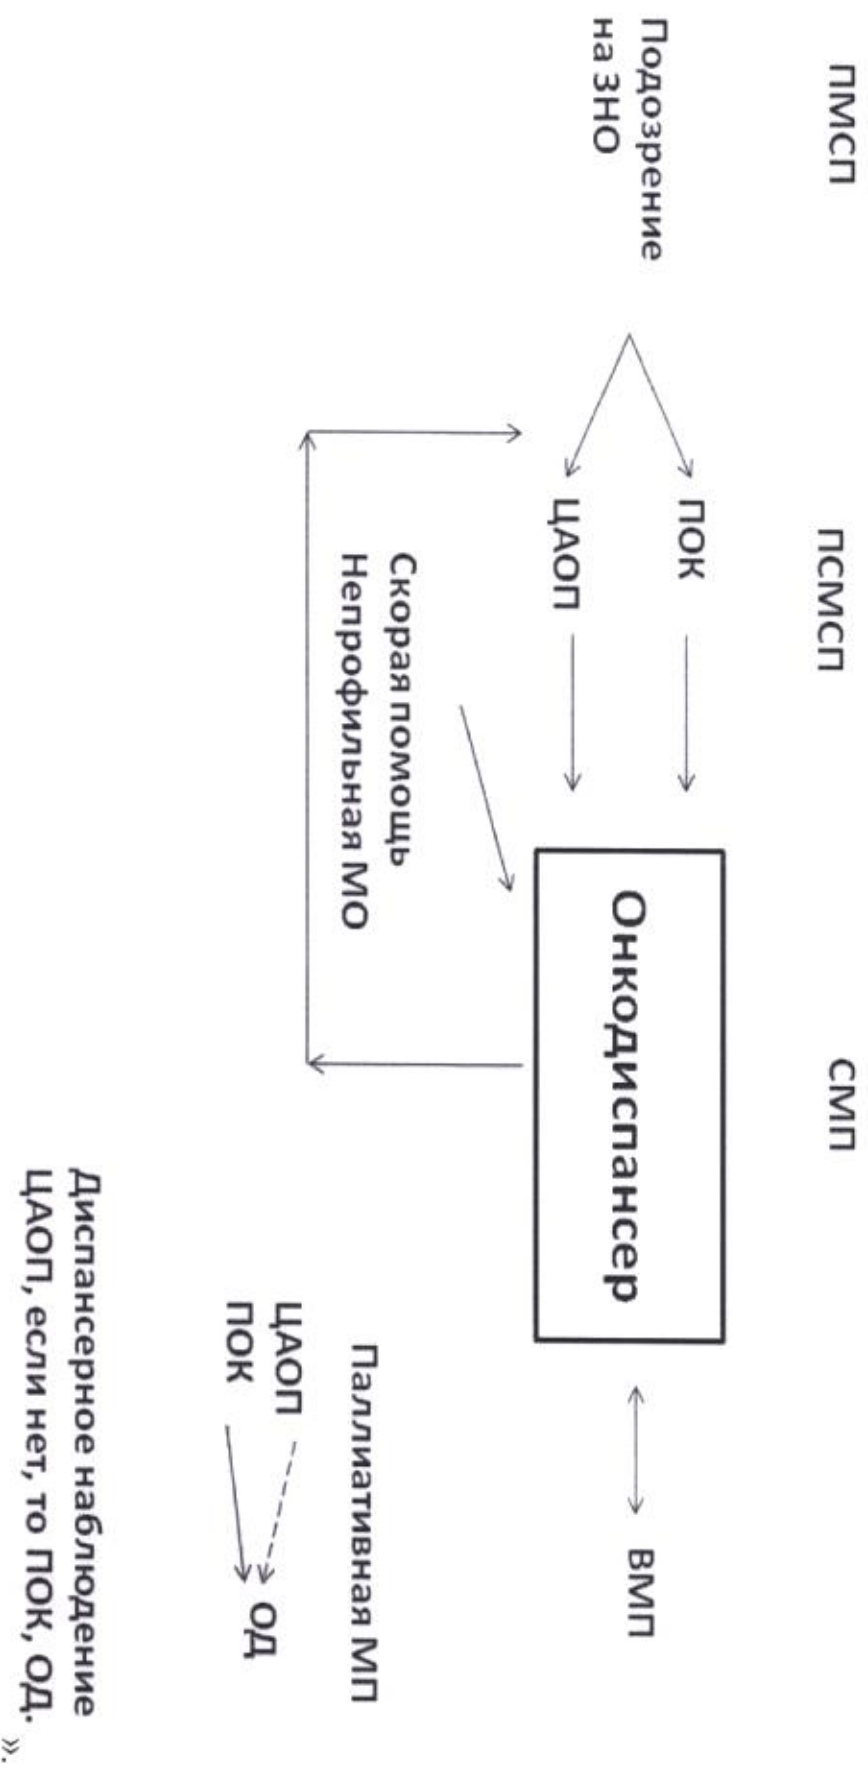 ПМСП
ПСМСП
СМП
Подозрение
на ЗНО
ПОК
ЦАОП
Онкодиспансер
ВМП
Скорая помощь
Непрофильная МО
Паллиативная МП
ЦАОП
ПОК
ОД
Диспансерное наблюдение
ЦАОП, если нет, то ПОК, ОД.
».